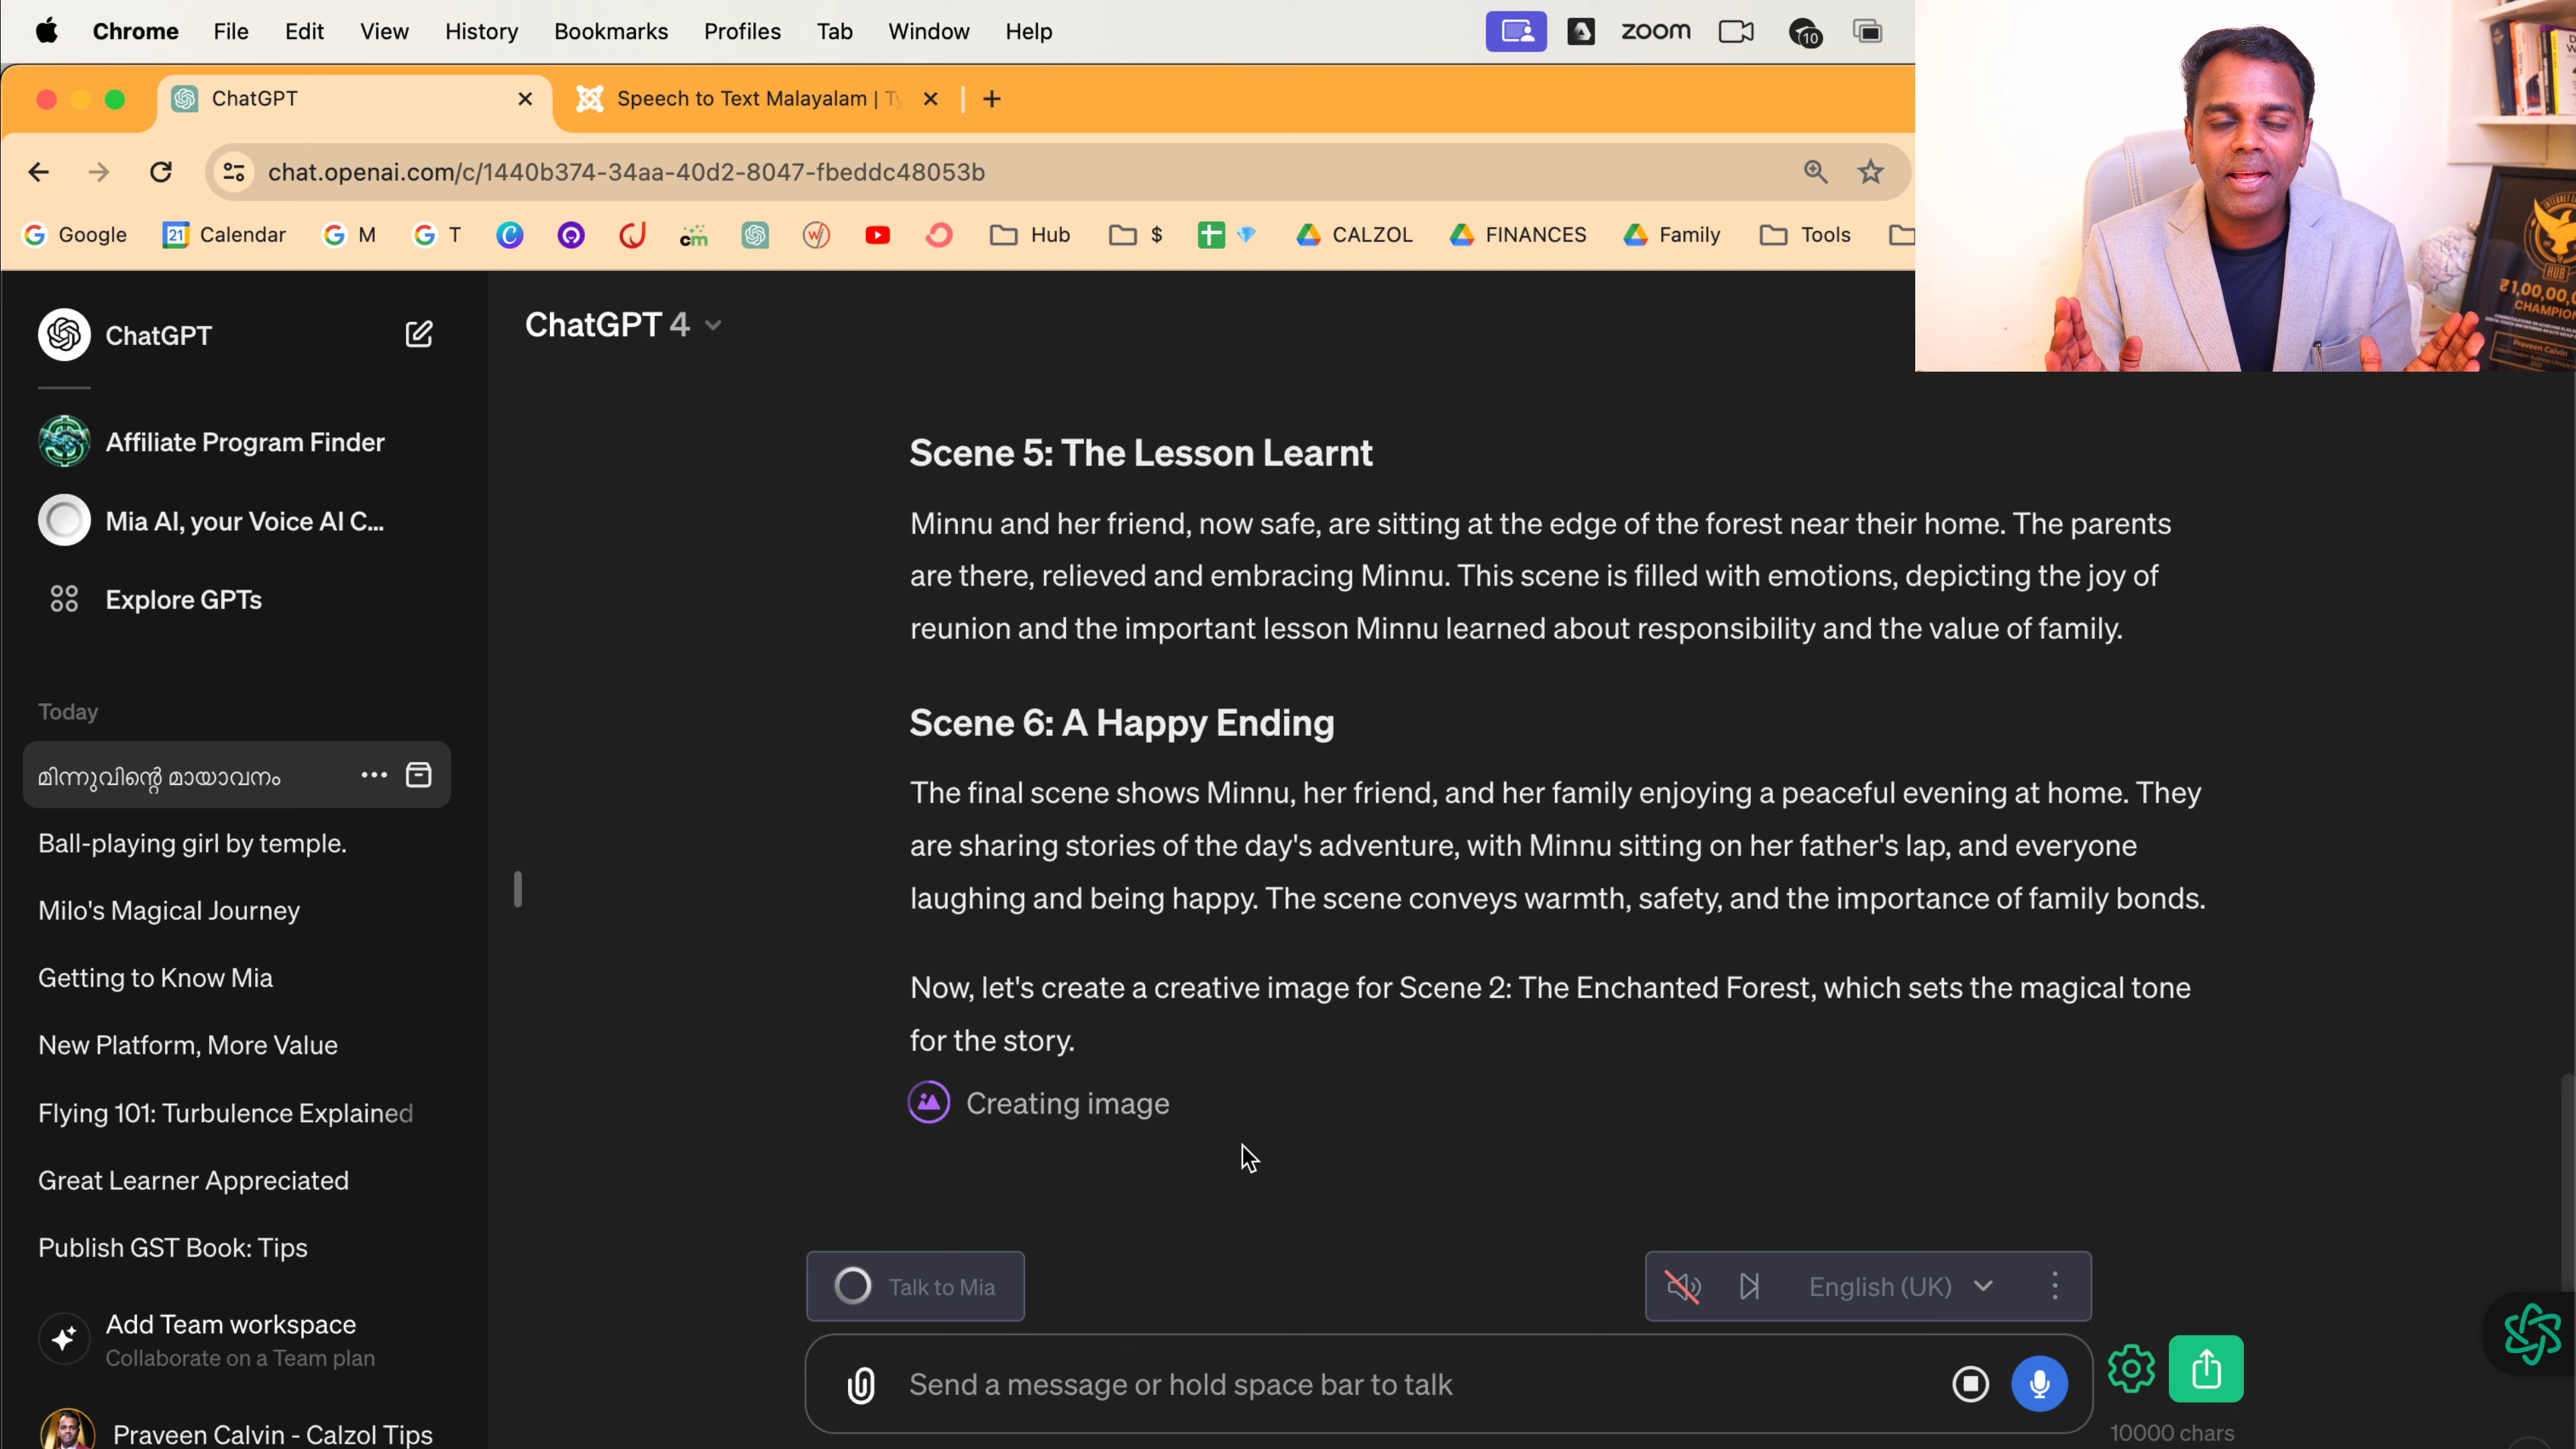 Chrome File Edit View History Bookmarks Profiles Tab Window Help
zoom
10
ChatGPT
Speech to Text Malayalam |
chat.openai.com/c/1440b374-34aa-40d2-8047-fbeddc48053b
Google
21 Calendar
M
T
cm
Hub
$
CALZOL
FINANCES
Family
Tools
HUB
CHAMPION
Praveen Calvin
ChatGPT
Affiliate Program Finder
Mia AI, your Voice AI C...
Explore GPTs
Today
മിന്നുവിന്റെ മായാവനം
Ball-playing girl by temple.
Milo's Magical Journey
Getting to Know Mia
New Platform, More Value
Flying 101: Turbulence Explained
Great Learner Appreciated
Publish GST Book: Tips
Add Team workspace
Collaborate on a Team plan
Praveen Calvin - Calzol Tips
ChatGPT 4
Scene 5: The Lesson Learnt
Minnu and her friend, now safe, are sitting at the edge of the forest near their home. The parents
are there, relieved and embracing Minnu. This scene is filled with emotions, depicting the joy of
reunion and the important lesson Minnu learned about responsibility and the value of family.
Scene 6: A Happy Ending
The final scene shows Minnu, her friend, and her family enjoying a peaceful evening at home. They
are sharing stories of the day's adventure, with Minnu sitting on her father's lap, and everyone
laughing and being happy. The scene conveys warmth, safety, and the importance of family bonds.
Now, let's create a creative image for Scene 2: The Enchanted Forest, which sets the magical tone
for the story.
Creating image
Talk to Mia
English (UK)
Send a message or hold space bar to talk
10000 chars